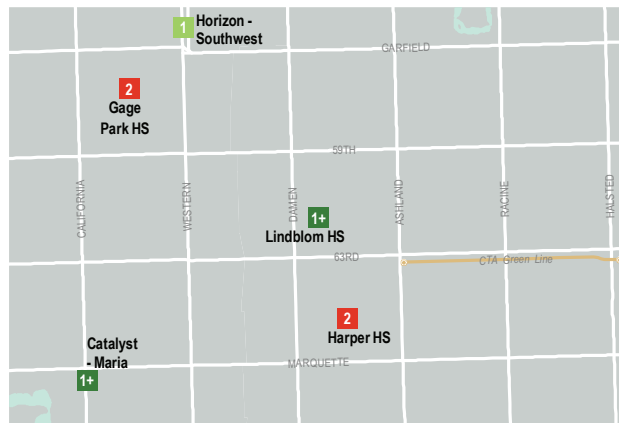 1
Horizon -
Southwest
GARFIELD
2
Gage
Park HS
59TH
CALIFORNIA
WESTERN
DAMEN
ASHLAND
RACINE
HALSTED
1+
Lindblom HS
63RD
CTA Green Line
2
Harper HS
Catalyst
- Maria
MARQUETTE
1+